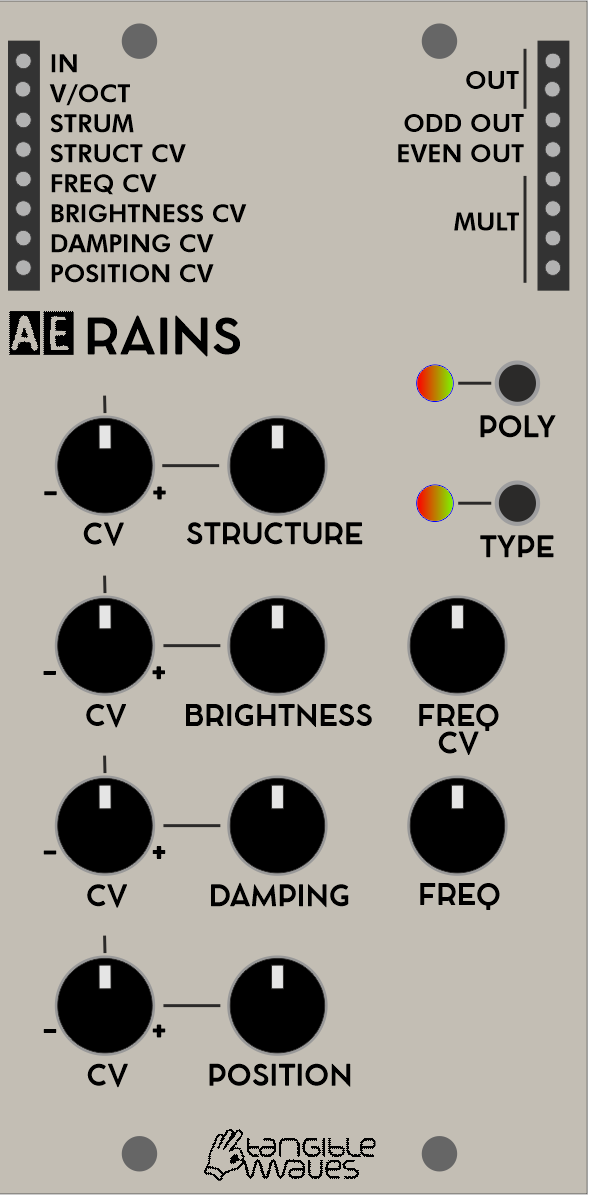 IN
V/OCT
STRUM
STRUCT CV
FREQ CV
BRIGHTNESS CV
DAMPING CV
POSITION CV
OUT
ODD OUT
EVEN OUT
MULT
AE RAINS
POLY
- +
CV STRUCTURE
TYPE
- +
CV BRIGHTNESS FREQ
CV
- +
CV DAMPING FREQ
- +
CV POSITION
tangible
waves